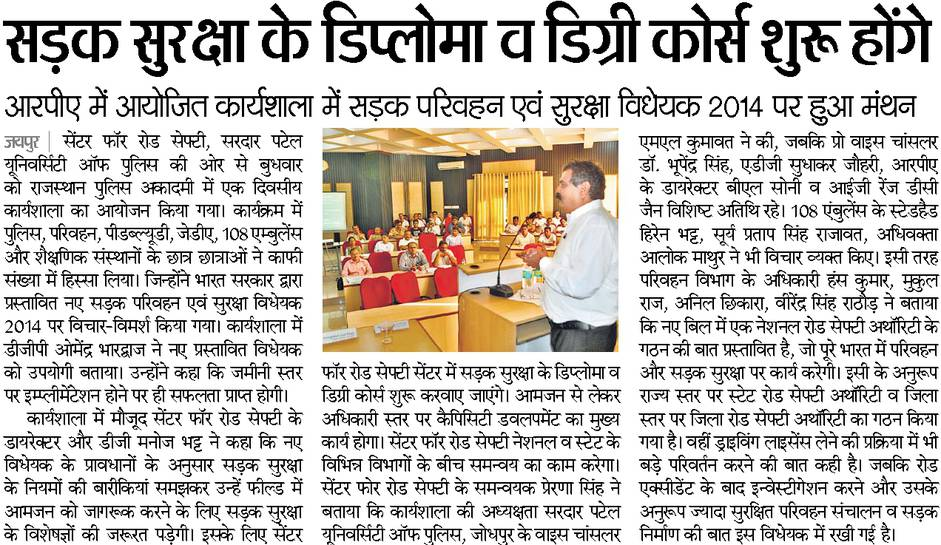 सड़क सुरक्षा के डिप्लोमा व डिग्री कोर्स शुरू होंगे
आरपीए में आयोजित कार्यशाला में सड़क परिवहन एवं सुरक्षा विधेयक 2014 पर हुआ मंथन
जयपुर | सेंटर फॉर रोड सेफ्टी, सरदार पटेल
यूनिवर्सिटी ऑफ पुलिस की ओर से बुधवार
को राजस्थान पुलिस अकादमी में एक दिवसीय
कार्यशाला का आयोजन किया गया। कार्यक्रम में
पुलिस, परिवहन, पीडब्ल्यूडी, जेडीए, 108 एम्बुलेंस
और शैक्षणिक संस्थानों के छात्र छात्राओं ने काफी
संख्या में हिस्सा लिया। जिन्होंने भारत सरकार द्वारा
प्रस्तावित नए सड़क परिवहन एवं सुरक्षा विधेयक
2014 पर विचार-विमर्श किया गया। कार्यशाला में
डीजीपी ओमेंद्र भारद्वाज ने नए प्रस्तावित विधेयक
को उपयोगी बताया। उन्होंने कहा कि जमीनी स्तर
पर इम्प्लीमेंटेशन होने पर ही सफलता प्राप्त होगी।
कार्यशाला में मौजूद सेंटर फॉर रोड सेफ्टी के
डायरेक्टर और डीजी मनोज भट्ट ने कहा कि नए
विधेयक के प्रावधानों के अनुसार सड़क सुरक्षा
के नियमों की बारीकियां समझकर उन्हें फील्ड में
आमजन को जागरूक करने के लिए सड़क सुरक्षा
के विशेषज्ञों की जरूरत पड़ेगी। इसके लिए सेंटर
फॉर रोड सेफ्टी सेंटर में सड़क सुरक्षा के डिप्लोमा व
डिग्री कोर्स शुरू करवाए जाएंगे। आमजन से लेकर
अधिकारी स्तर पर कैपिसिटी डवलपमेंट का मुख्य
कार्य होगा। सेंटर फॉर रोड सेफ्टी नेशनल व स्टेट के
विभिन्न विभागों के बीच समन्वय का काम करेगा।
सेंटर फोर रोड सेफ्टी के समन्वयक प्रेरणा सिंह ने
बताया कि कार्यशाला की अध्यक्षता सरदार पटेल
यूनिवर्सिटी ऑफ पुलिस, जोधपुर के वाइस चांसलर
एमएल कुमावत ने की, जबकि प्रो वाइस चांसलर
डॉ. भूपेंद्र सिंह, एडीजी सुधाकर जौहरी, आरपीए
के डायरेक्टर बीएल सोनी व आईजी रेंज डीसी
जैन विशिष्ट अतिथि रहे। 108 एंबुलेंस के स्टेडहैड
हिरेन भट्ट, सूर्य प्रताप सिंह राजावत, अधिवक्ता
आलोक माथुर ने भी विचार व्यक्त किए। इसी तरह
परिवहन विभाग के अधिकारी हंस कुमार, मुकुल
राज, अनिल छिकारा, वीरेंद्र सिंह राठौड़ ने बताया
कि नए बिल में एक नेशनल रोड सेफ्टी अथॉरिटी के
गठन की बात प्रस्तावित है, जो पूरे भारत में परिवहन
और सड़क सुरक्षा पर कार्य करेगी। इसी के अनुरूप
राज्य स्तर पर स्टेट रोड सेफ्टी अथॉरिटी व जिला
स्तर पर जिला रोड सेफ्टी अथॉरिटी का गठन किया
गया है। वहीं ड्राइविंग लाइसेंस लेने की प्रक्रिया में भी
बड़े परिवर्तन करने की बात कही है। जबकि रोड
एक्सीडेंट के बाद इन्वेस्टीगेशन करने और उसके
अनुरूप ज्यादा सुरक्षित परिवहन संचालन व सड़क
निर्माण की बात इस विधेयक में रखी गई है।